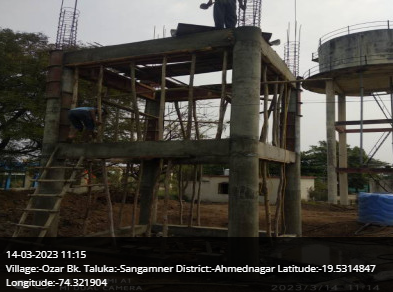 14-03-2023 11:15
Village:-Ozar Bk. Taluka:-Sangamner District:-Ahmednagar Latitude:-19.5314847
Longitude:-74.321904
2023/3/14 11:14
CAMERA